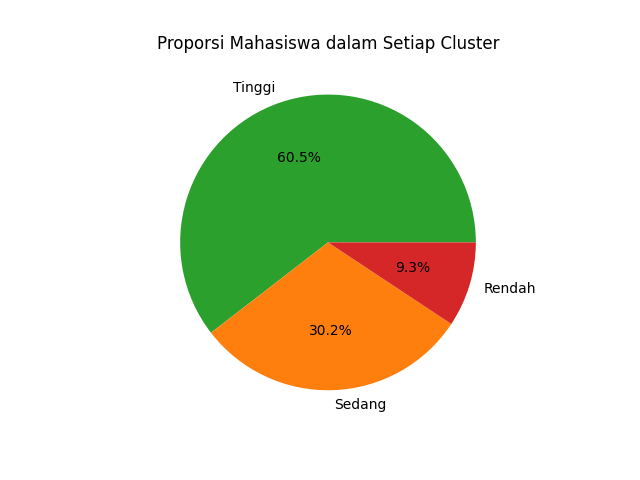 Proporsi Mahasiswa dalam Setiap Cluster
Tinggi
60.5%
9.3%
Rendah
30.2%
Sedang